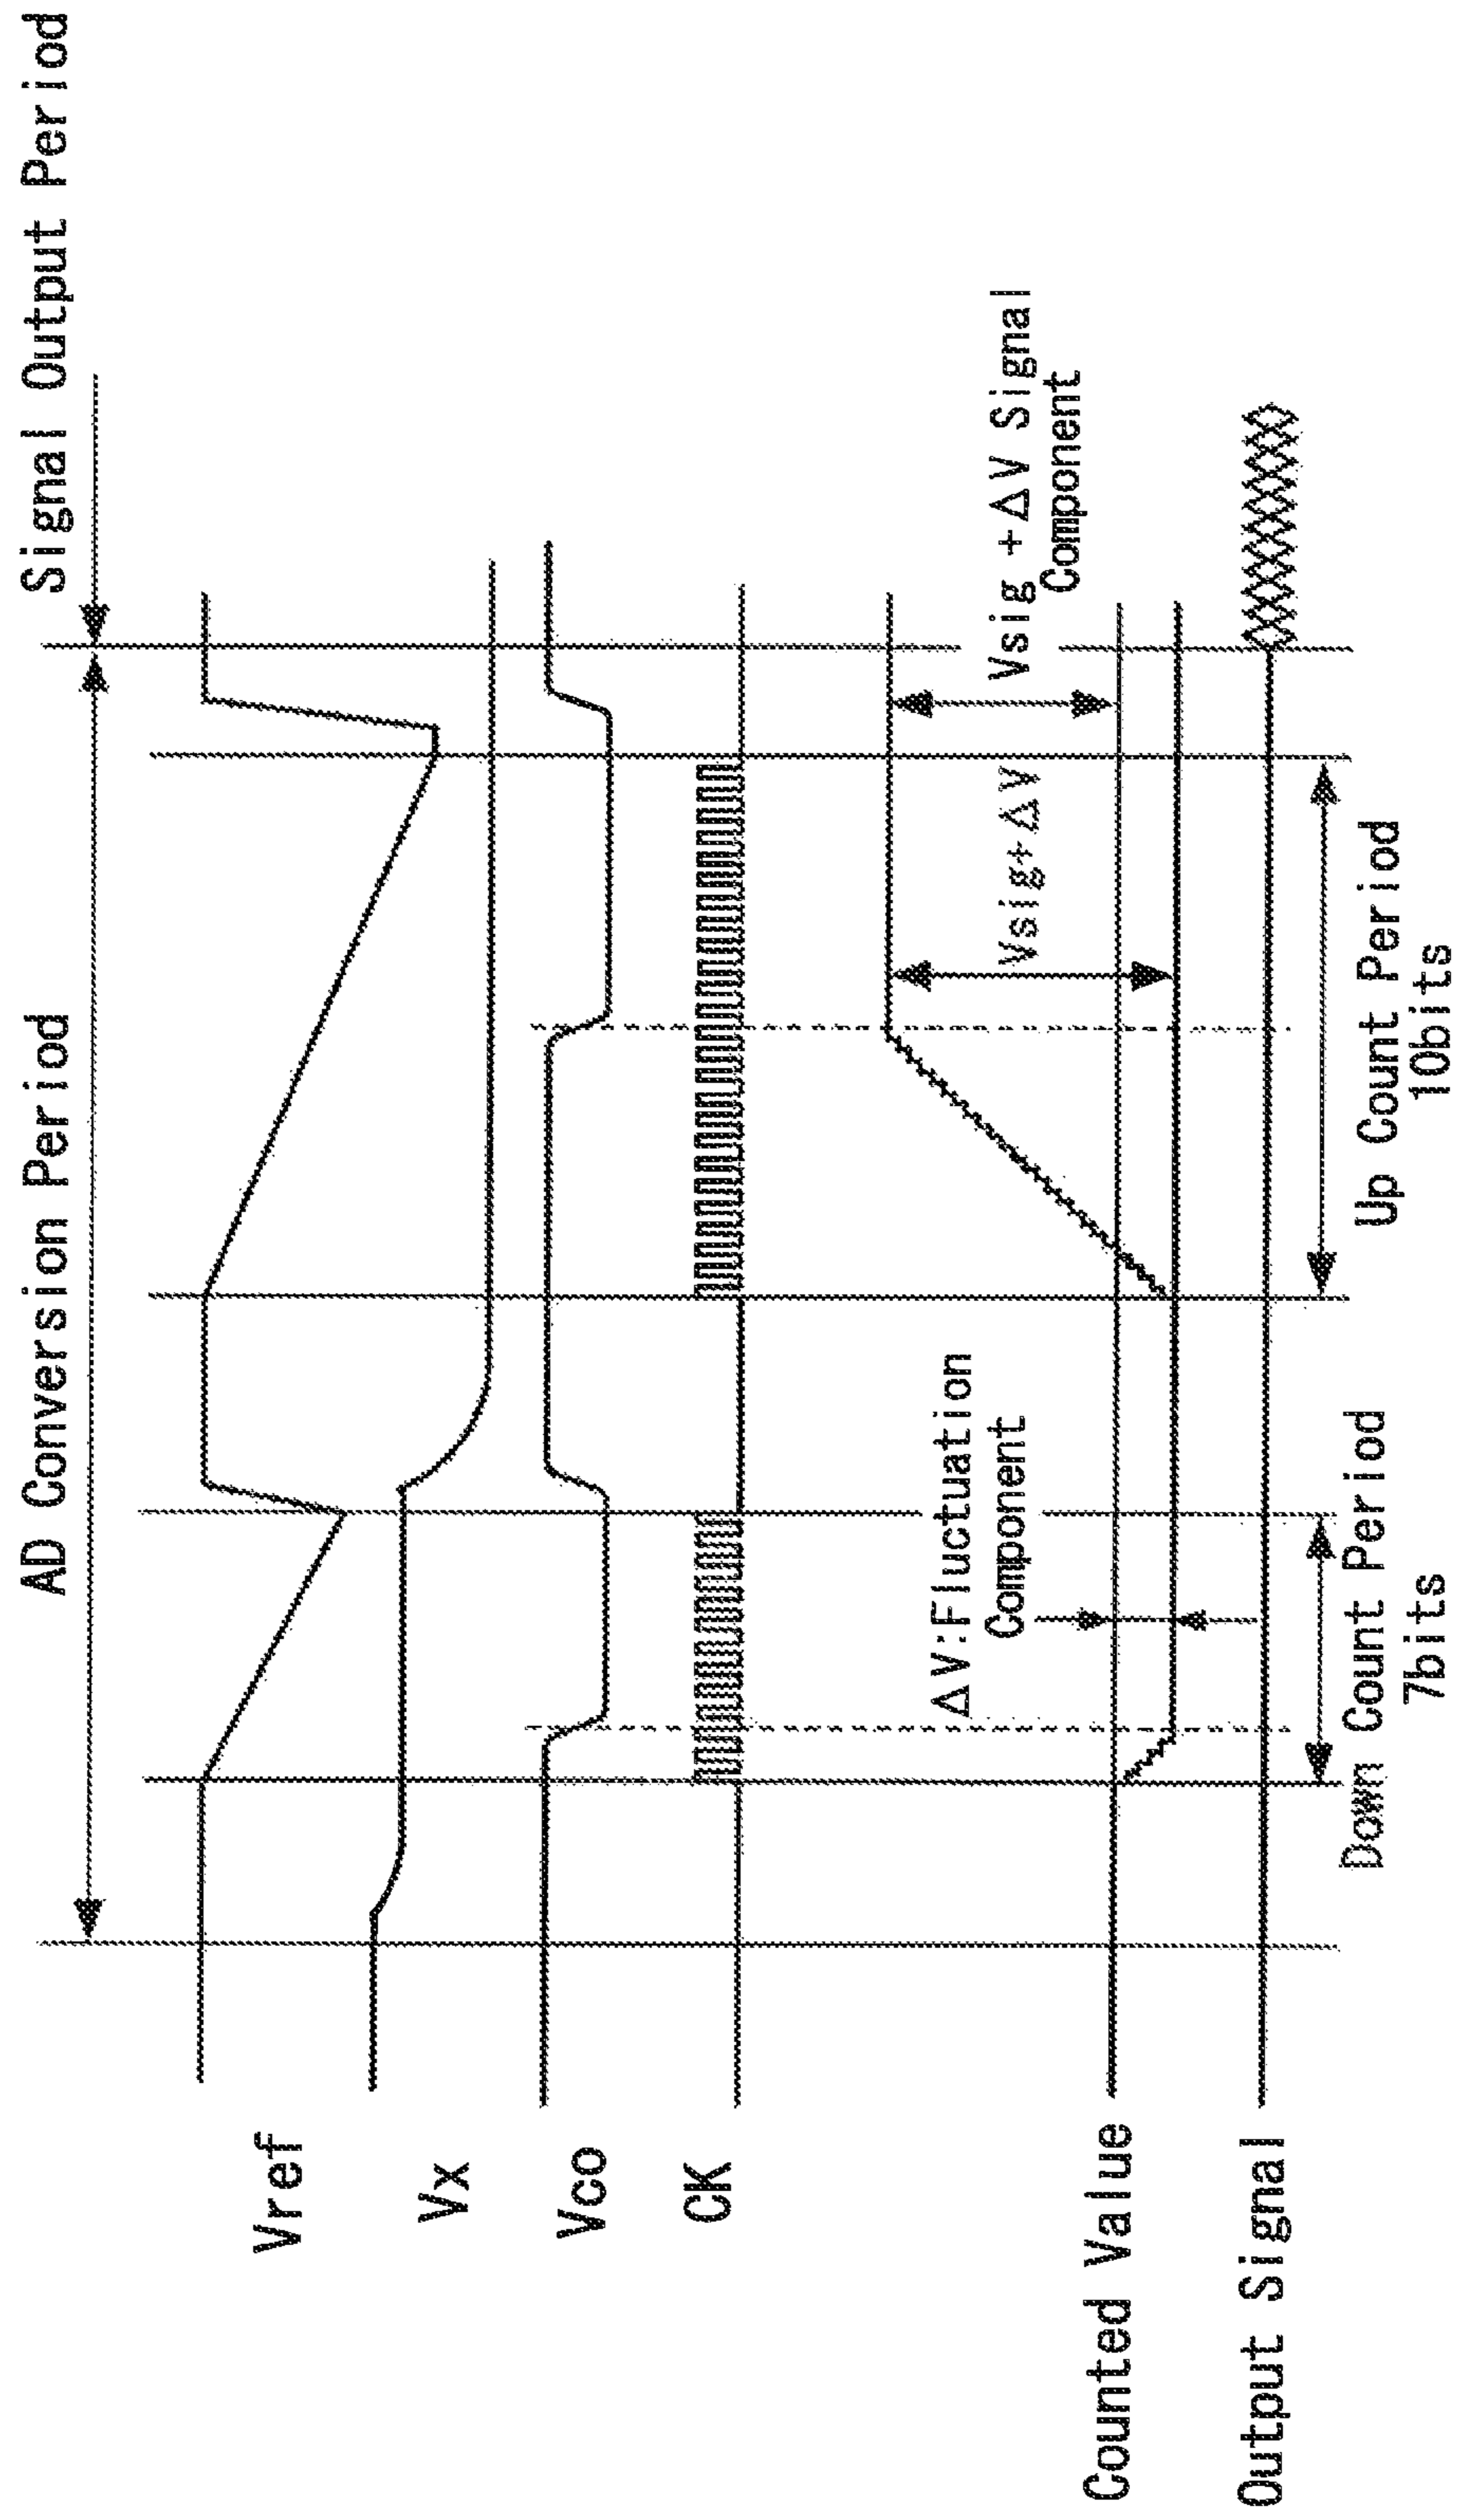 AD Conversion Period
Signal Output Period
Vref
Vx
Vco
CK
ΔV:Fluctuation
Component
Vsig+ΔV
Vsig +ΔV Signal
Component
Counted Value
Output Signal
Down Count Period
7bits
Up Count Period
10bits